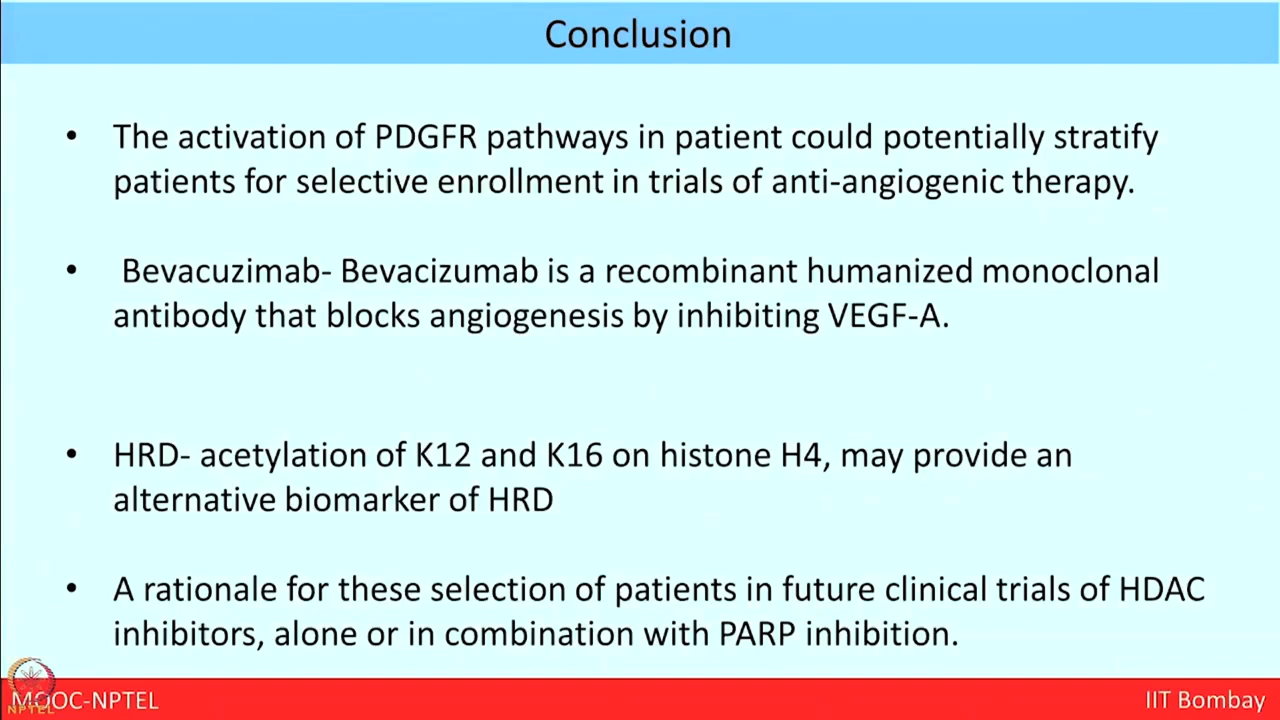 Conclusion
• The activation of PDGFR pathways in patient could potentially stratify
patients for selective enrollment in trials of anti-angiogenic therapy.
• Bevacuzimab- Bevacizumab is a recombinant humanized monoclonal
antibody that blocks angiogenesis by inhibiting VEGF-A.
• HRD- acetylation of K12 and K16 on histone H4, may provide an
alternative biomarker of HRD
• A rationale for these selection of patients in future clinical trials of HDAC
inhibitors, alone or in combination with PARP inhibition.
MOOC-NPTEL
NPTEL
IIT Bombay